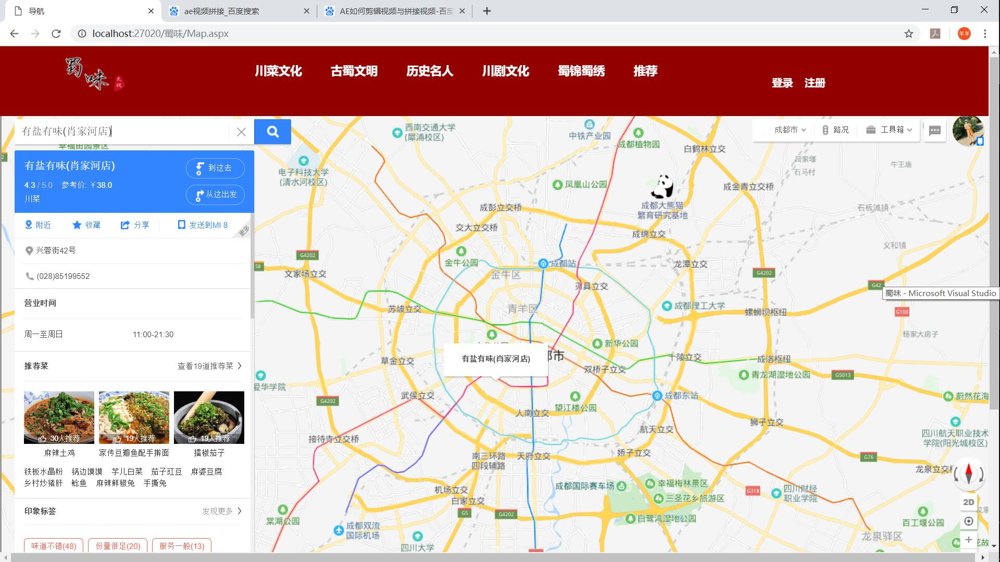 导航
ae视频拼接_百度搜索
AE如何剪辑视频与拼接视频-百度
localhost:27020/蜀味/Map.aspx
羊羊
蜀味
文化
川菜文化 古蜀文明 历史名人 川剧文化 蜀锦蜀绣 推荐
登录 注册
有盐有味(肖家河店)
成都市 路况 工具箱
有盐有味(肖家河店)
到这去
4.3 / 5.0 参考价: ￥38.0
川菜
从这出发
附近 收藏 分享 发送到MI 8
更多
兴蓉街42号
(028)85199552
营业时间
周一至周日 11:00-21:30
推荐菜 查看19道推荐菜
30人推荐 19人推荐 19人推荐
麻辣土鸡 家传豆瓣鱼配手擀面 擂椒茄子
铁板水晶粉 锅边馍馍 芋儿白菜 茄子豇豆 麻婆豆腐
乡村炒猪肝 鲶鱼 麻辣鲜椒兔 手撕兔
印象标签 发现更多
味道不错(48) 份量很足(20) 服务一般(13)
西南交通大学
(犀浦校区)
中铁产业园
成都植物园
白鹤林立交
吕家堰
石马村
牛王庙
幸福田园景区
电子科技大学
(清水河校区)
凤凰山公园
成金青立交桥
成都大熊猫
繁育研究基地
成彭立交桥
石板滩镇
交大立交桥
成绵立交
义和镇
G4202
金牛公园
成都站
龙潭立交
58
文家场立交
金牛区
G4202
刃具立交
G42
蜀味 - Microsoft Visual Studio
青羊区
苏坡立交
成都理工大学
螺蛳坝枢纽
G108
杨家大房子
新华公园
有盐有味(肖家河店)
都市
草金立交
十陵立交
成洛枢纽
双桥子立交
青龙湖湿地公园
G5013
爱华学院
武侯立交
G4202
成都东站
蔚然花海
望江楼公园
人南立交
狮子立交
航天立交
接待寺立交桥
四川航天职业技术
学院(阳光城校区)
南三环路
四段辅路
天府立交
娇子立交
G76
龙泉立交
成都国际赛车场
幸福梅林景区
机场立交
G318
四川财经
职业学院
白家立交
三圣花乡旅游区
2D
G5
G4202
棠湖公园
白鹭湾湿地公园
百工堰公园
成都双流
国际机场
龙泉驿区
四川大学
花故